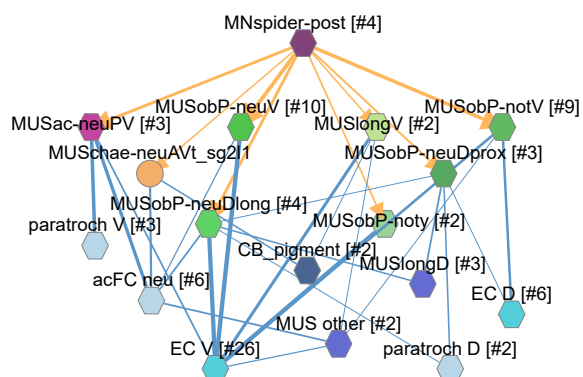 MNspider-post [#4]
MUSobP-neuV [#10]
MUSobP-notV [#9]
MUSac-neuPV [#3]
MUSlongV [#2]
MUSchae-neuAVt_sg2l1
MUSobP-neuDprox [#3]
MUSobP-neuDlong [#4]
paratroch V [#3]
MUSobP-noty [#2]
CB_pigment [#2]
MUSlongD [#3]
acFC neu [#6]
EC D [#6]
MUS other [#2]
EC V [#26]
paratroch D [#2]